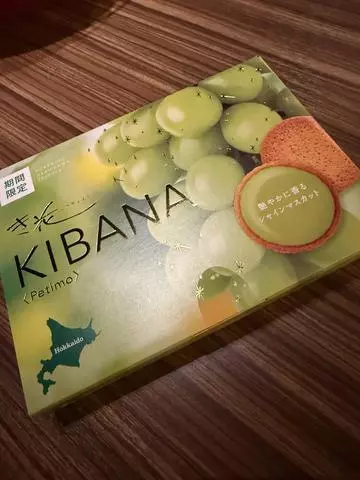 期間
限定
き花
KIBANA
〈Petimo〉
艶やかに香る
シャインマスカット
Hokkaido